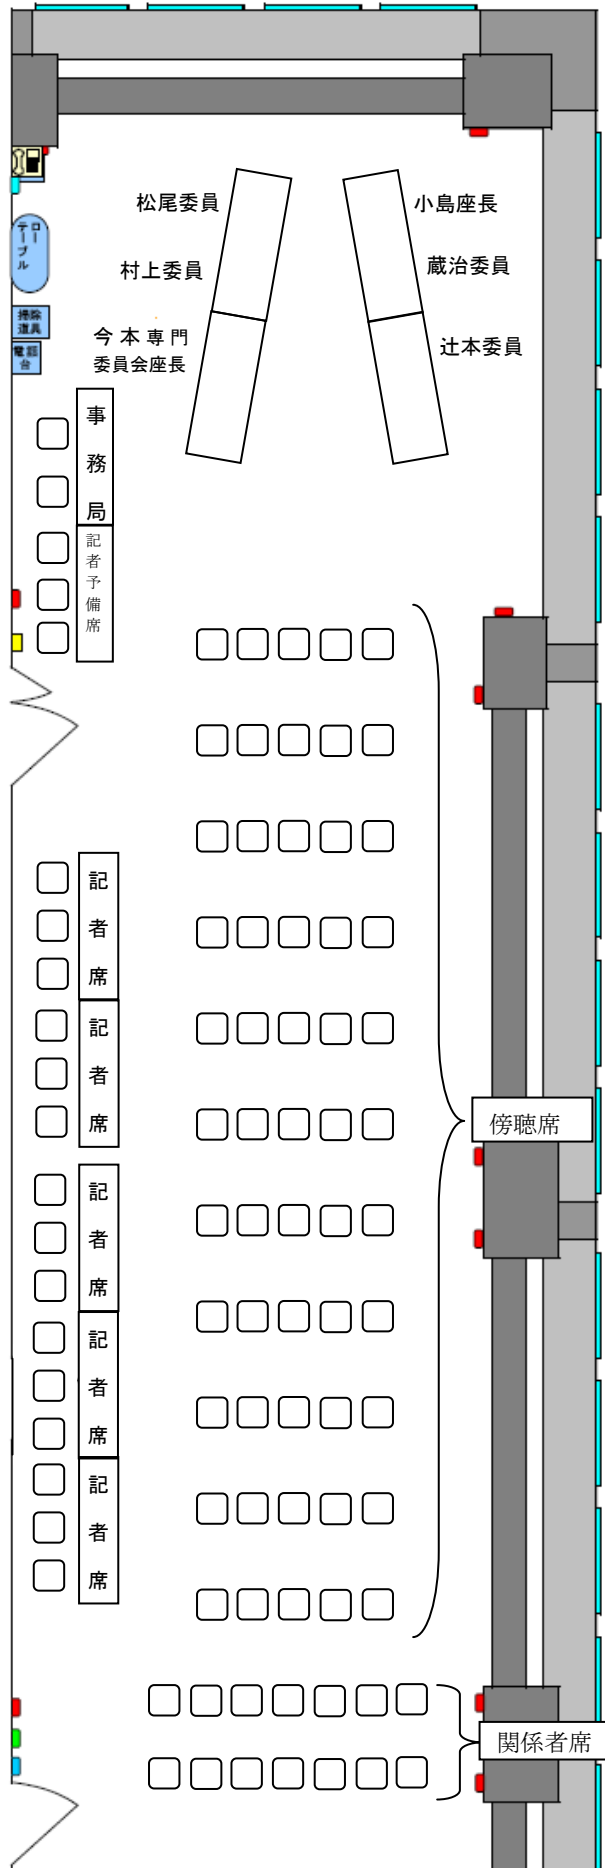 松尾委員
小島座長
ローテーブル
村上委員
蔵治委員
掃除
道具
今本専門
委員会座長
辻本委員
電話
台
事務局
記者予備席
記者席
記者席
傍聴席
記者席
記者席
記者席
関係者席